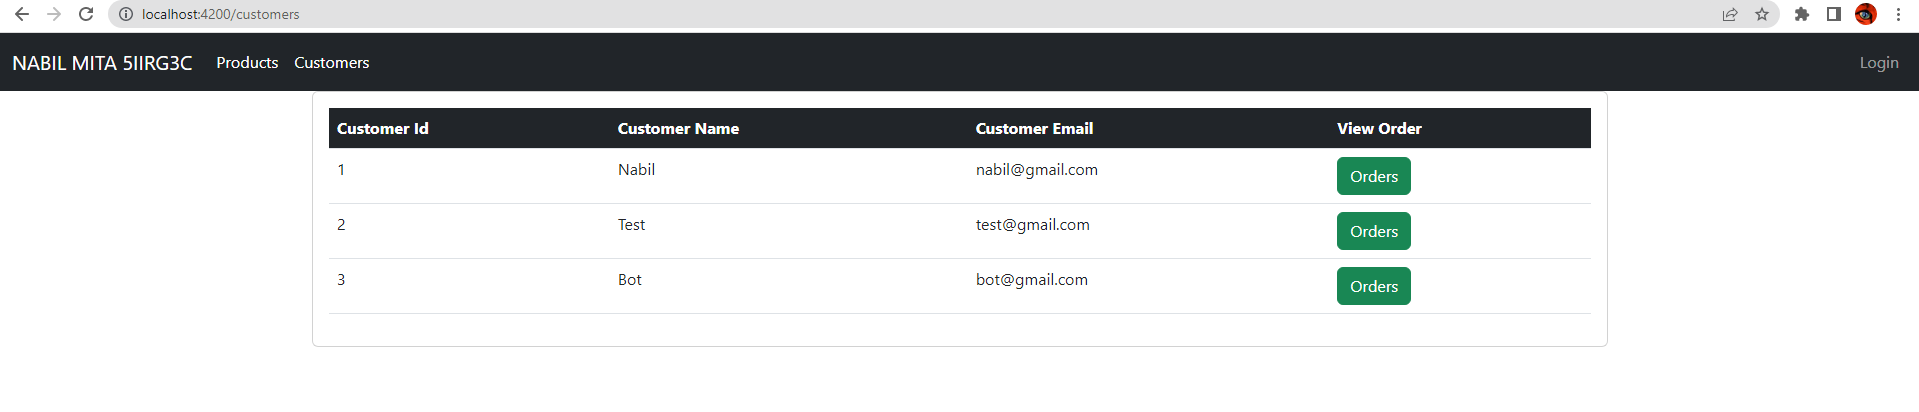 localhost:4200/customers
NABIL MITA 5IIRG3C Products Customers Login
Customer Id Customer Name Customer Email View Order
1 Nabil nabil@gmail.com Orders
2 Test test@gmail.com Orders
3 Bot bot@gmail.com Orders